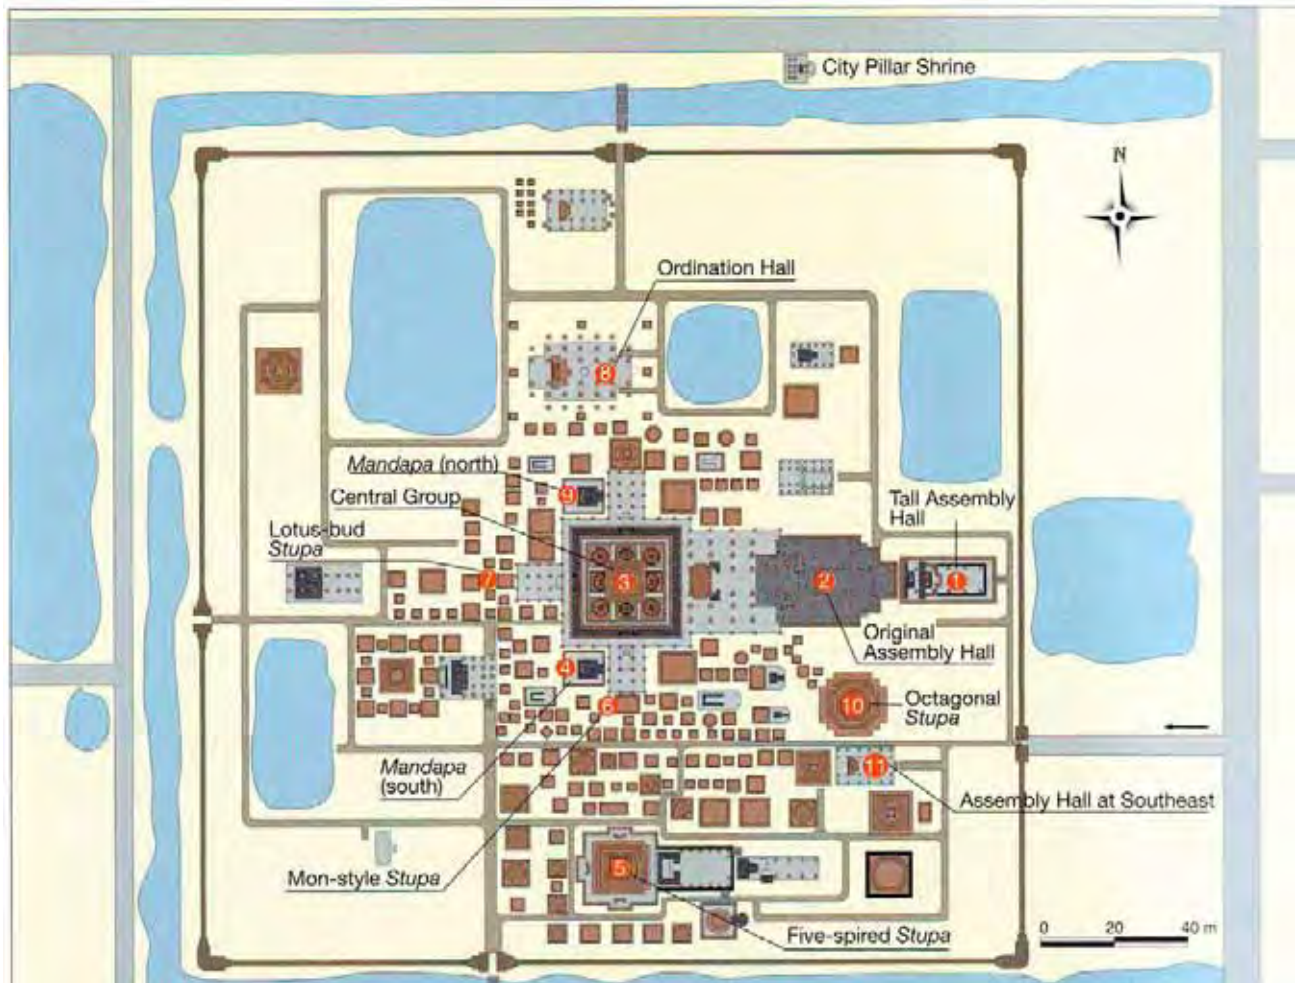 City Pillar Shrine
N
Ordination Hall
8
Mandapa (north)
9
Central Group
Tall Assembly
Hall
Lotus-bud
Stupa
7
3
2
1
Original
Assembly Hall
4
6
10
Octagonal
Stupa
Mandapa
(south)
11
Assembly Hall at Southeast
Mon-style Stupa
5
Five-spired Stupa
0 20 40 m